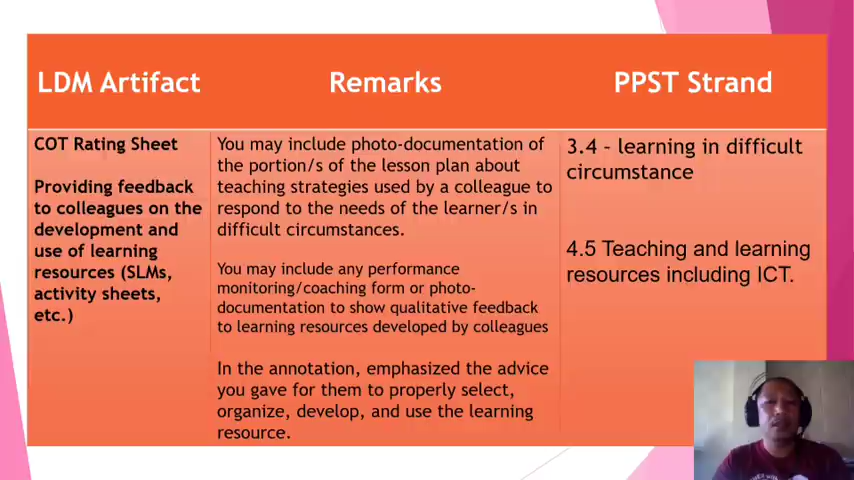 LDM Artifact
Remarks
PPST Strand
COT Rating Sheet
Providing feedback
to colleagues on the
development and
use of learning
resources (SLMs,
activity sheets,
etc.)
You may include photo-documentation of
the portion/s of the lesson plan about
teaching strategies used by a colleague to
respond to the needs of the learner/s in
difficult circumstances.
You may include any performance
monitoring/coaching form or photo-
documentation to show qualitative feedback
to learning resources developed by colleagues
In the annotation, emphasized the advice
you gave for them to properly select,
organize, develop, and use the learning
resource.
3.4 – learning in difficult
circumstance
4.5 Teaching and learning
resources including ICT.